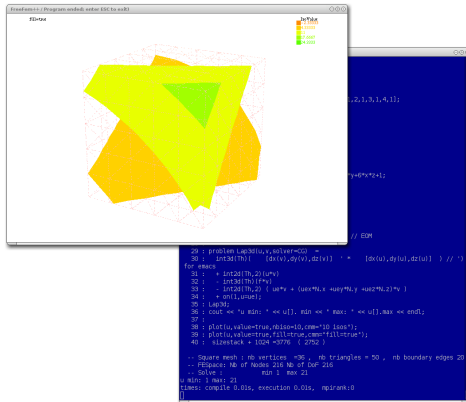 FreeFem++ / Program ended; enter ESC to exit)
Fill=true
IsoValue
1,2,1,3,1,4,1];
*y+6*x*z+1;
// EOM
29 : problem Lap3d(u,v,solver=CG) =
30 : int3d(Th)( [dx(v),dy(v),dz(v)] ' * [dx(u),dy(u),dz(u)] ) // ')
for emacs
31 : + int2d(Th,2)(u*v)
32 : - int3d(Th)(f*v)
33 : - int2d(Th,2) ( ue*v + (uex*N.x +uey*N.y +uez*N.z)*v )
34 : + on(1,u=ue);
35 : Lap3d;
36 : cout << "u min: " << u[].min << " max: " << u[].max << endl;
37 :
38 : plot(u,value=true,nbiso=10,cmm="10 isos");
39 : plot(u,value=true,fill=true,cmm="fill=true");
40 : sizestack + 1024 =3776 ( 2752 )
-- Square mesh : nb vertices =36 , nb triangles = 50 , nb boundary edges 20
-- FESpace: Nb of Nodes 216 Nb of DoF 216
-- Solve : min 1 max 21
u min: 1 max: 21
times: compile 0.01s, execution 0.01s, mpirank:0